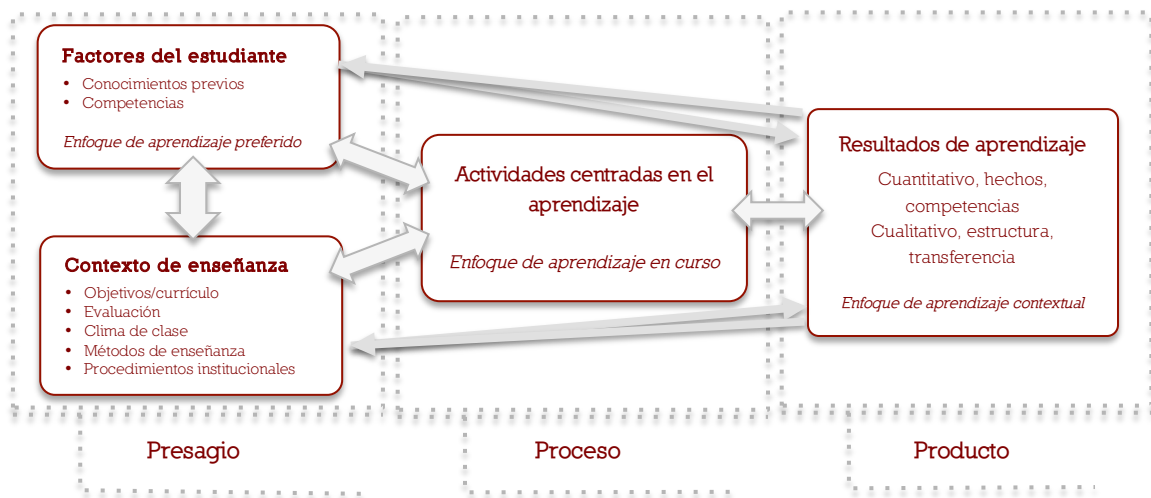 Factores del estudiante
• Conocimientos previos
• Competencias
Enfoque de aprendizaje preferido
Contexto de enseñanza
• Objetivos/currículo
• Evaluación
• Clima de clase
• Métodos de enseñanza
• Procedimientos institucionales
Actividades centradas en el
aprendizaje
Enfoque de aprendizaje en curso
Resultados de aprendizaje
Cuantitativo, hechos,
competencias
Cualitativo, estructura,
transferencia
Enfoque de aprendizaje contextual
Presagio
Proceso
Producto